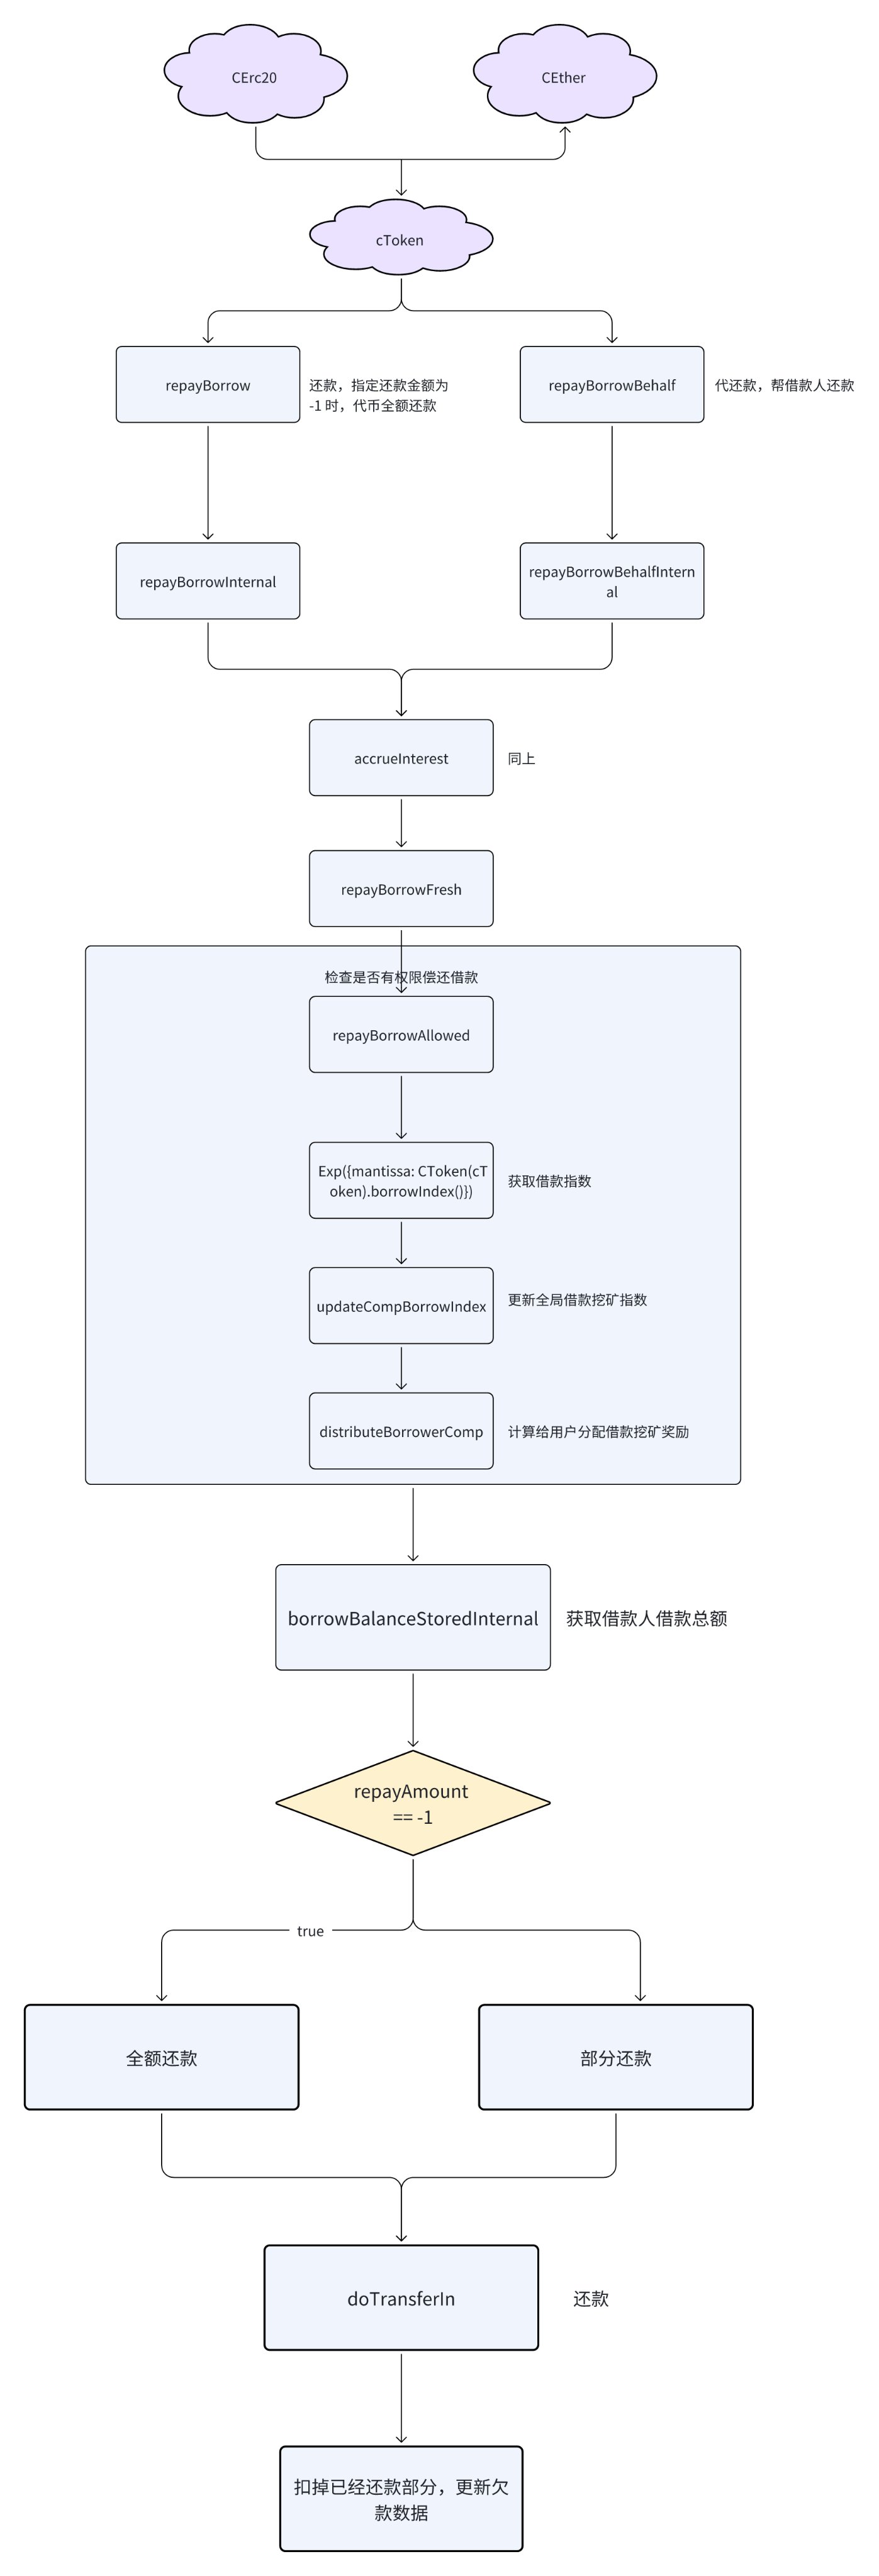 CErc20
CEther
cToken
repayBorrow
还款，指定还款金额为
-1 时，代币全额还款
repayBorrowBehalf
代还款，帮借款人还款
repayBorrowInternal
repayBorrowBehalfIntern
al
accrueInterest
同上
repayBorrowFresh
检查是否有权限偿还借款
repayBorrowAllowed
Exp({mantissa: CToken(cT
oken).borrowIndex()})
获取借款指数
updateCompBorrowIndex
更新全局借款挖矿指数
distributeBorrowerComp
计算给用户分配借款挖矿奖励
borrowBalanceStoredInternal
获取借款人借款总额
repayAmount
== -1
true
全额还款
部分还款
doTransferIn
还款
扣掉已经还款部分，更新欠
款数据